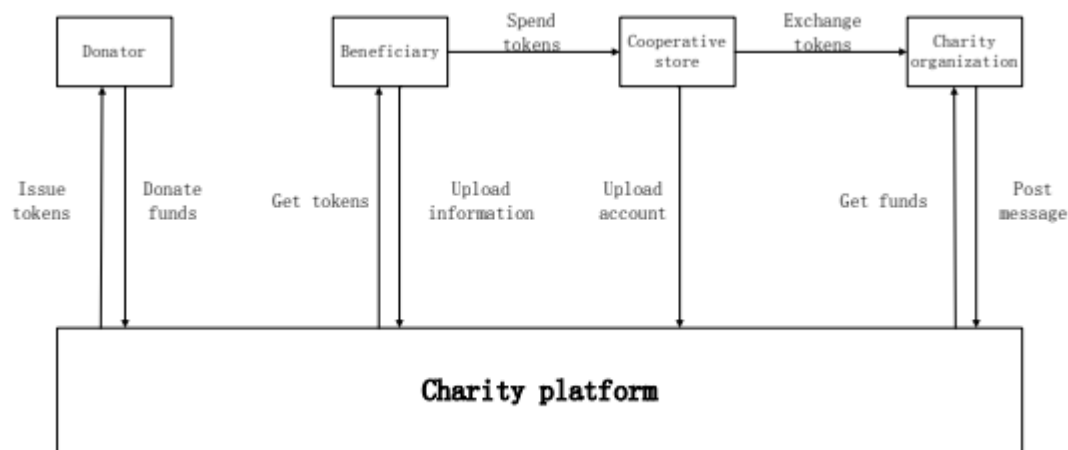 Donator
Beneficiary
Spend
tokens
Cooperative
store
Exchange
tokens
Charity
organization
Issue
tokens
Donate
funds
Get tokens
Upload
information
Upload
account
Get funds
Post
message
Charity platform